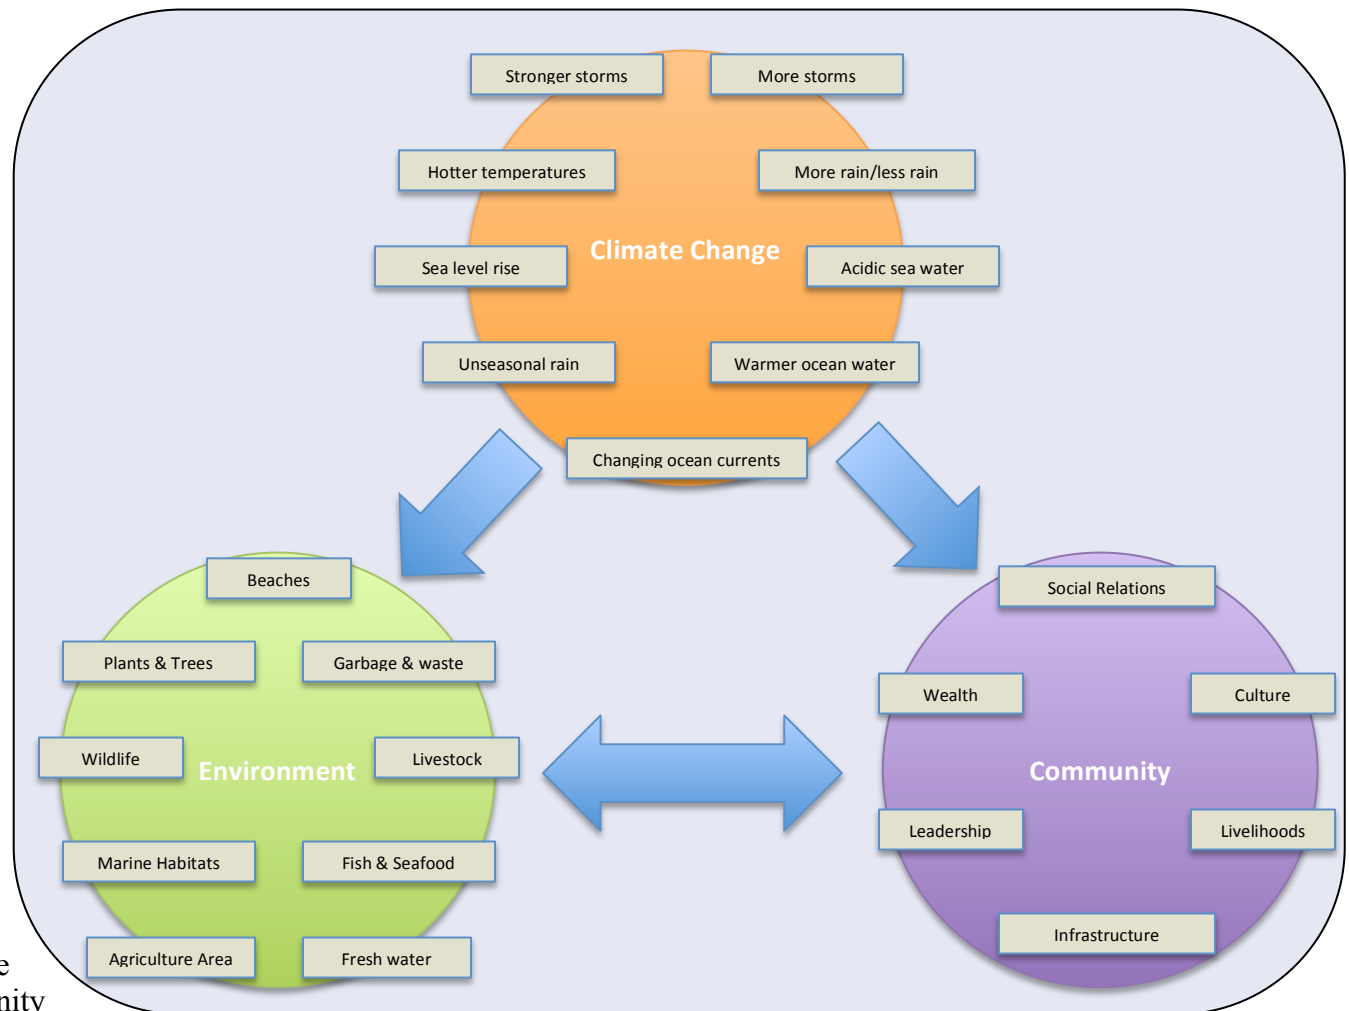 Stronger storms
More storms
Hotter temperatures
More rain/less rain
Climate Change
Sea level rise
Acidic sea water
Unseasonal rain
Warmer ocean water
Changing ocean currents
Beaches
Social Relations
Plants & Trees
Garbage & waste
Wealth
Culture
Wildlife
Environment
Livestock
Community
Leadership
Livelihoods
Marine Habitats
Fish & Seafood
Infrastructure
Agriculture Area
Fresh water